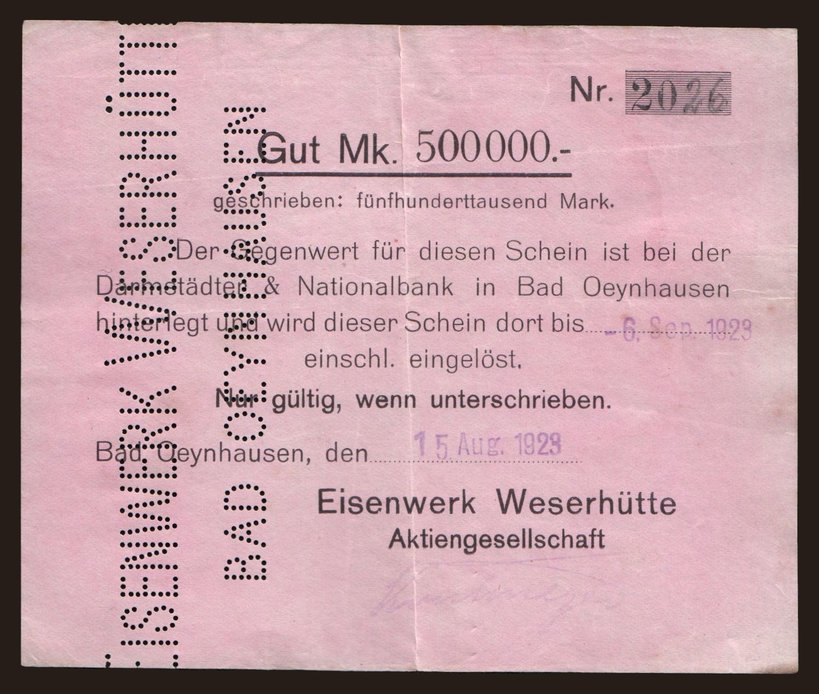 Nr. 2026
Gut Mk. 500000.-
geschrieben: fünfhunderttausend Mark.
Der Gegenwert für diesen Schein ist bei der
Darmstädter & Nationalbank in Bad Oeynhausen
hinterlegt und wird dieser Schein dort bis - 6. Sep. 1923
einschl. eingelöst.
Nur gültig, wenn unterschrieben.
Bad Oeynhausen, den 15 Aug. 1923
Eisenwerk Weserhütte
Aktiengesellschaft
EISENWERK WESERHÜTT
BAD OEYNHAUSEN